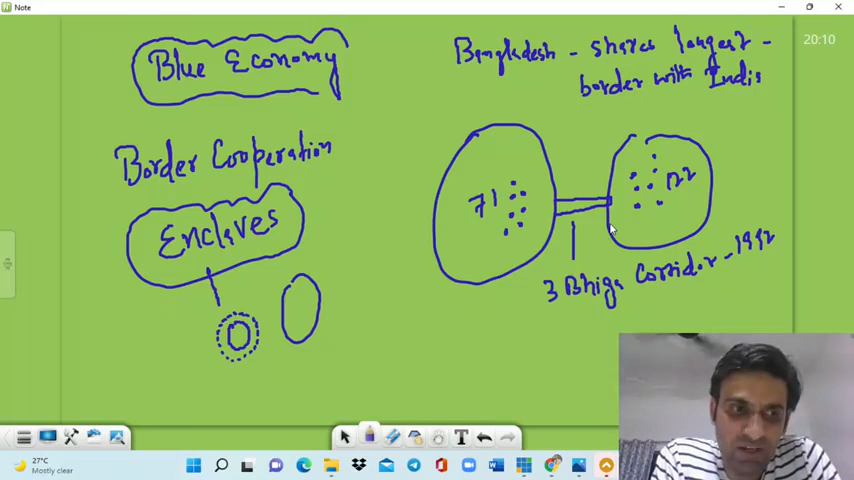 Note
20:10
Blue Economy
Bangladesh - shares longest -
border with India
Border Cooperation
Enclaves
71
122
3 Bhiga Corridor - 1992
27°C
Mostly clear